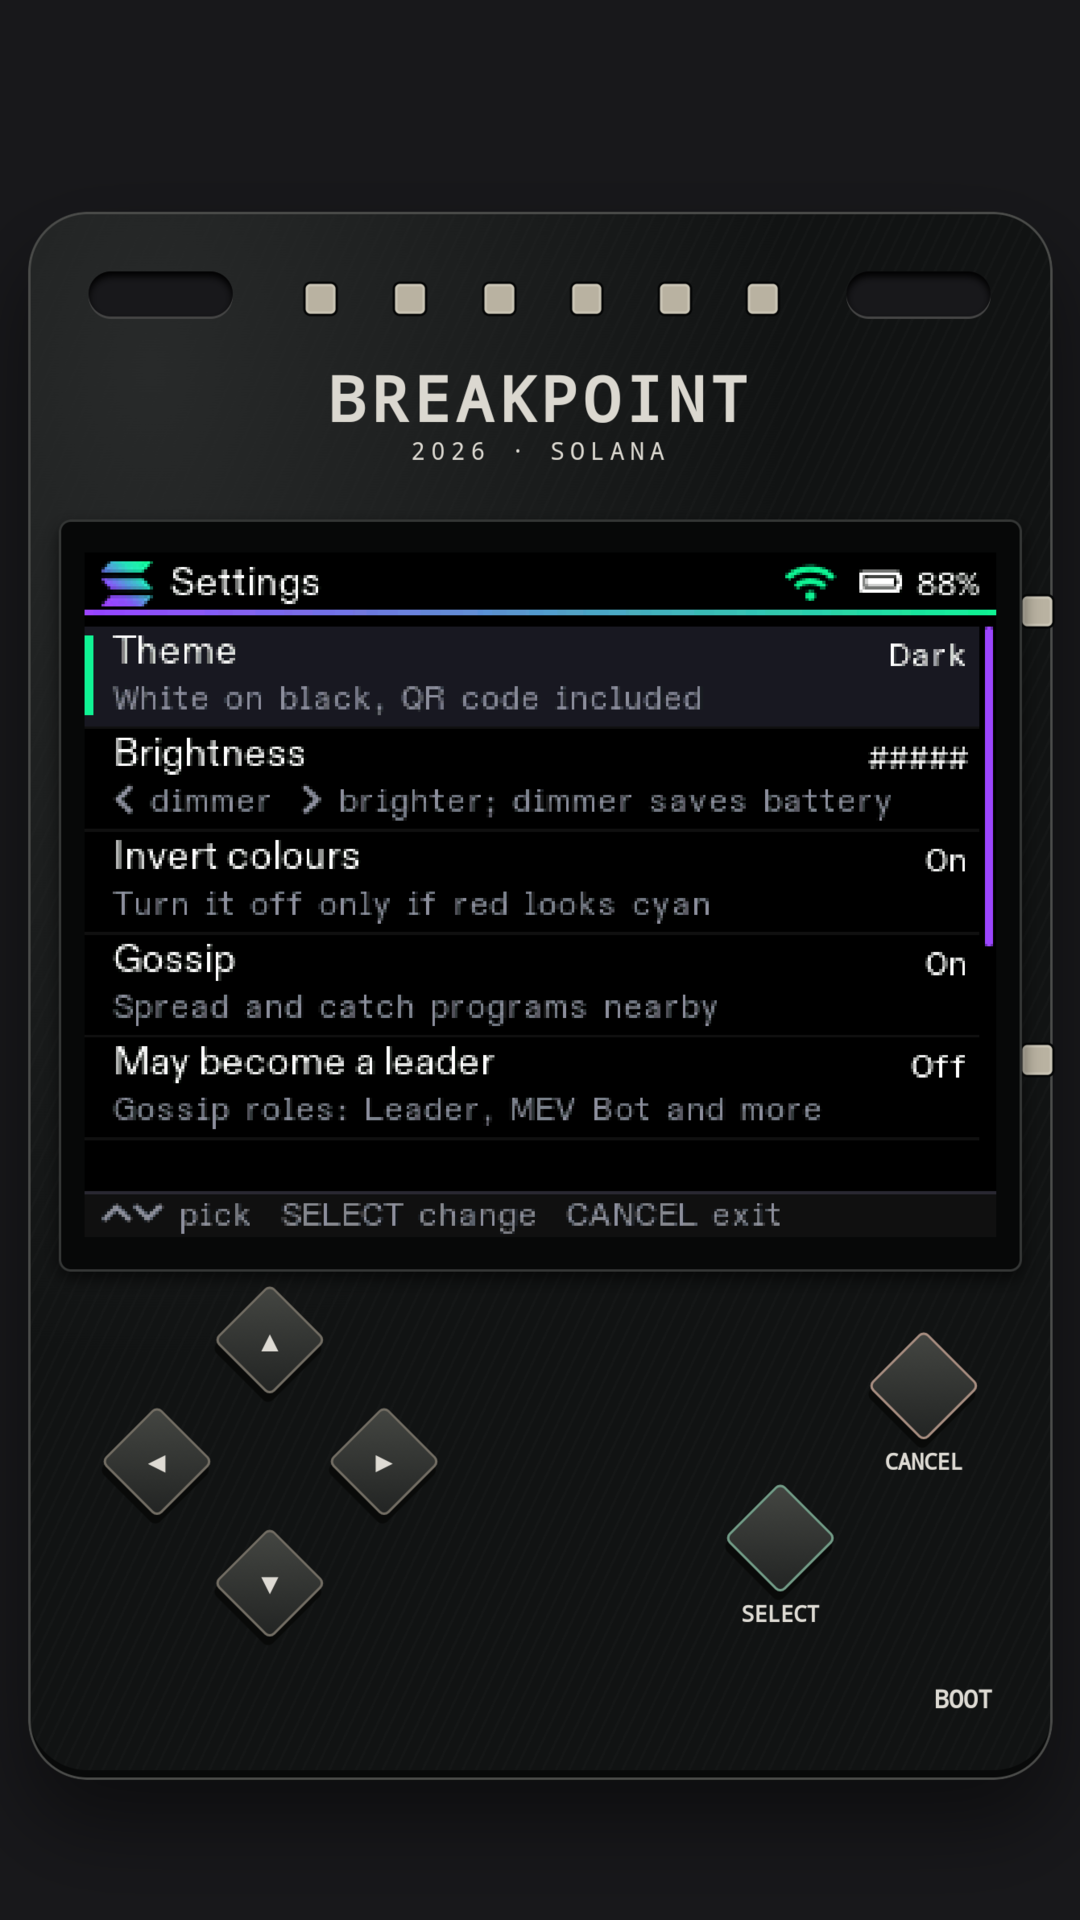 BREAKPOINT
2026 · SOLANA
Settings 88%
Theme Dark
White on black, QR code included
Brightness #####
< dimmer > brighter; dimmer saves battery
Invert colours On
Turn it off only if red looks cyan
Gossip On
Spread and catch programs nearby
May become a leader Off
Gossip roles: Leader, MEV Bot and more
pick SELECT change CANCEL exit
▲
◀ ▶
▼
CANCEL
SELECT
BOOT